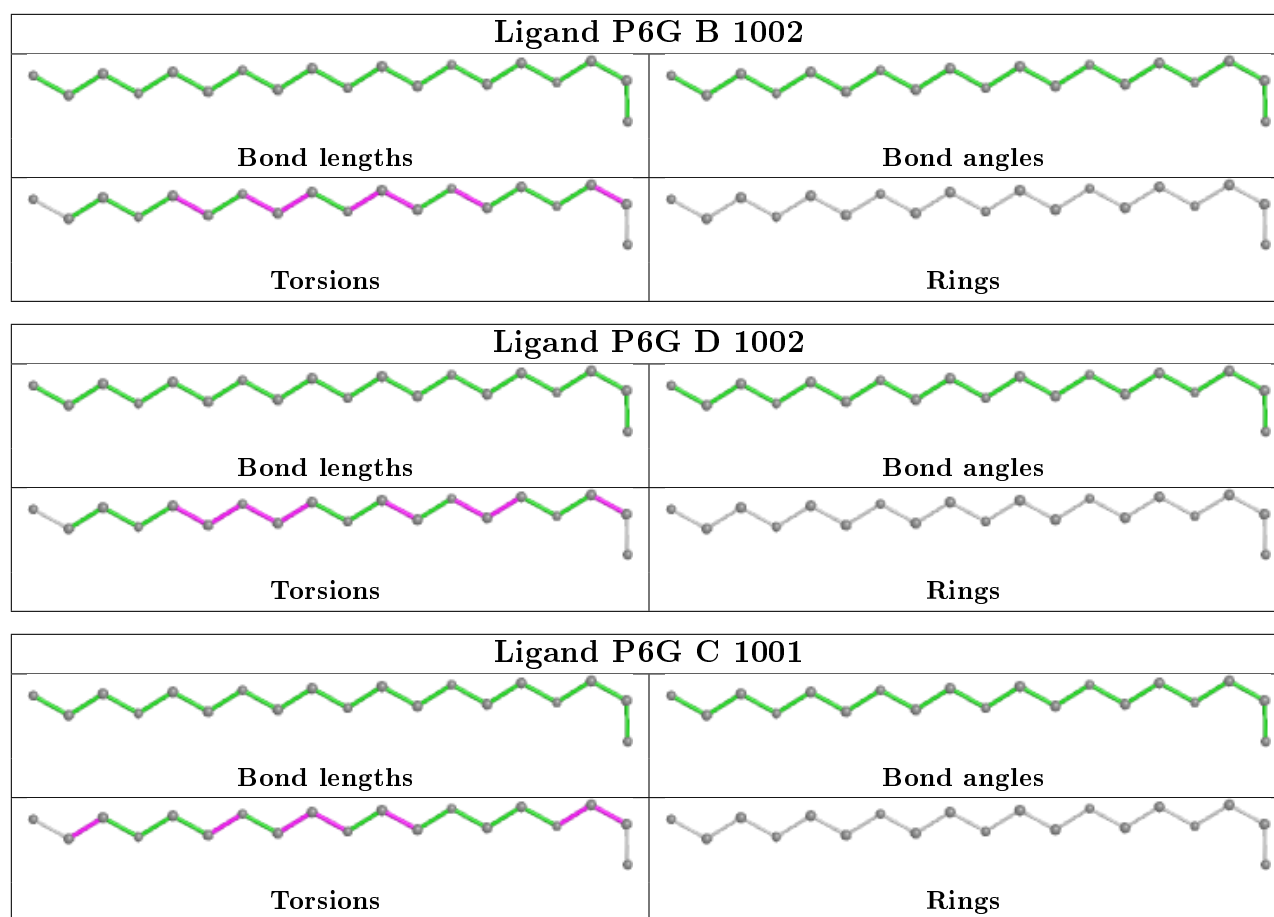 Ligand P6G B 1002
Bond lengths
Bond angles
Torsions
Rings
Ligand P6G D 1002
Bond lengths
Bond angles
Torsions
Rings
Ligand P6G C 1001
Bond lengths
Bond angles
Torsions
Rings